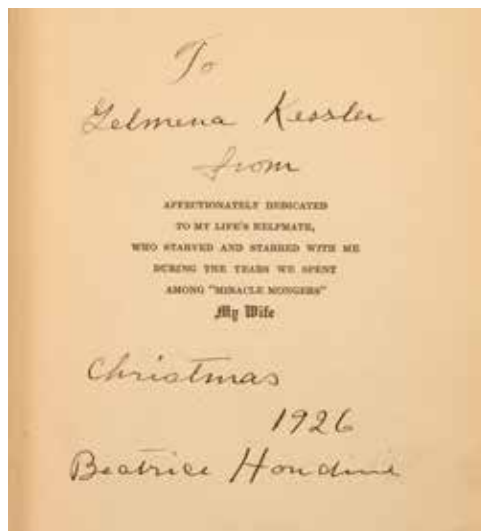 To
Gelmena Kessler
from
AFFECTIONATELY DEDICATED
TO MY LIFE'S HELPMATE,
WHO STARVED AND STARRED WITH ME
DURING THE YEARS WE SPENT
AMONG "MIRACLE MONGERS"
My Wife
Christmas
1926
Beatrice Houdini